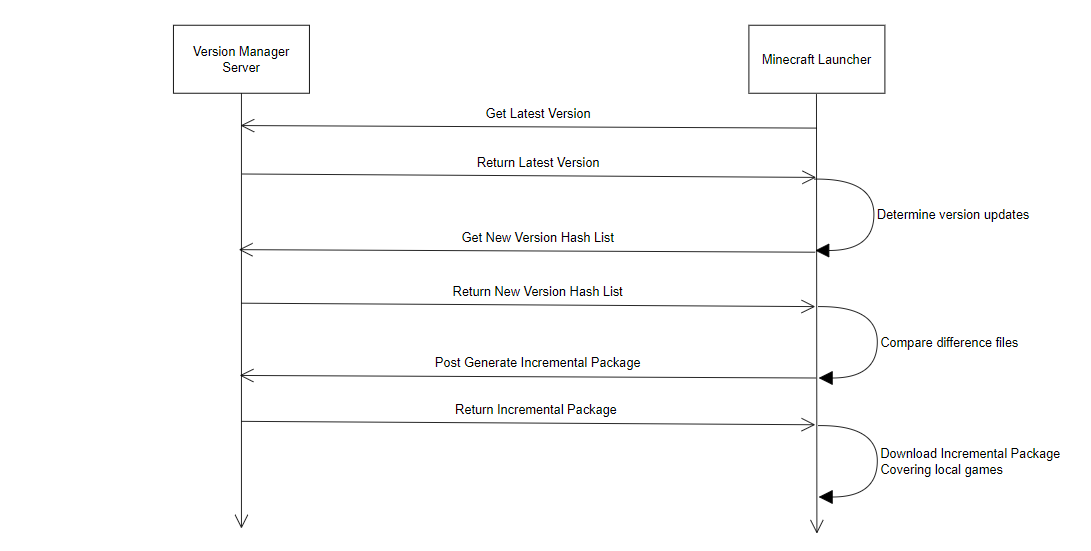 Version Manager
Server
Minecraft Launcher
Get Latest Version
Return Latest Version
Determine version updates
Get New Version Hash List
Return New Version Hash List
Compare difference files
Post Generate Incremental Package
Return Incremental Package
Download Incremental Package
Covering local games